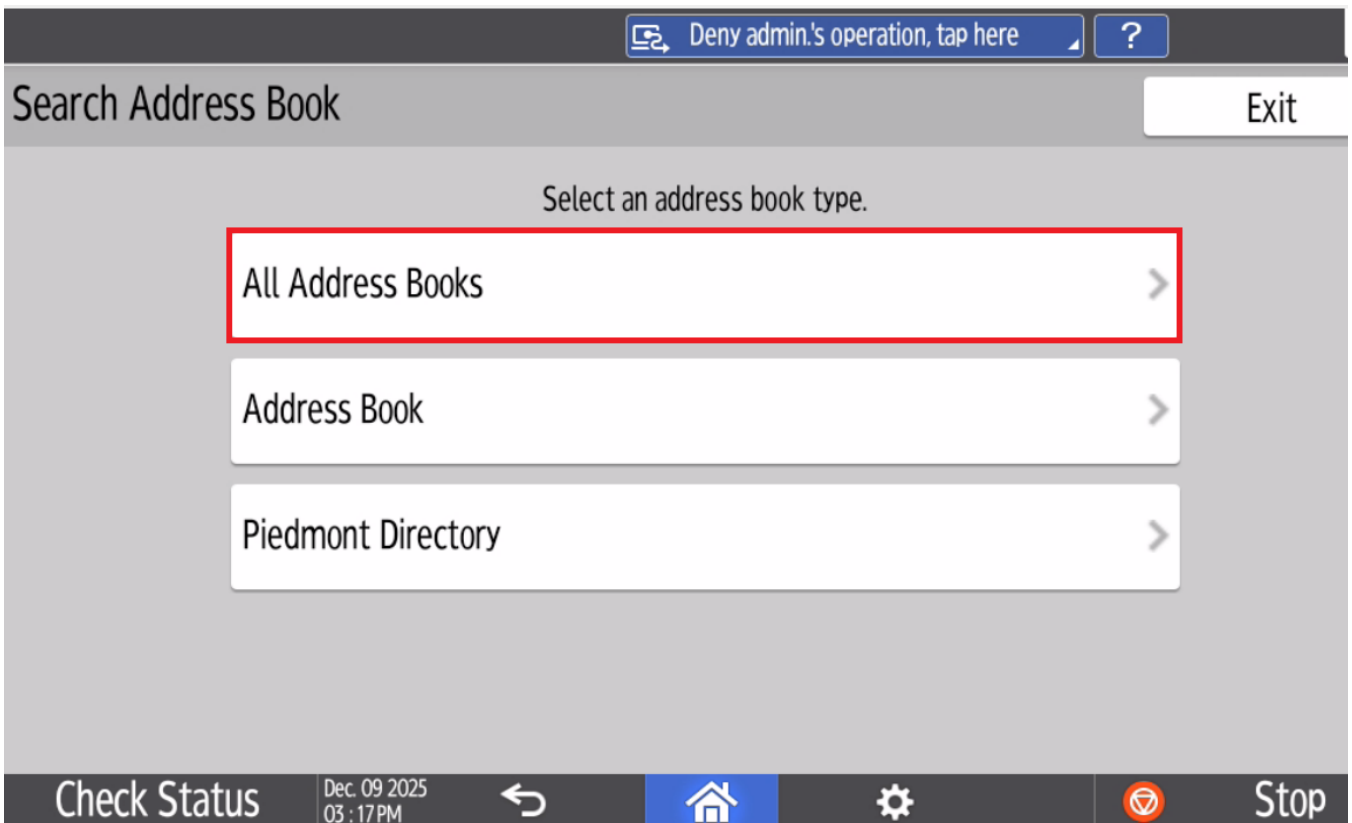 Deny admin.'s operation, tap here
?
Search Address Book
Exit
Select an address book type.
All Address Books
Address Book
Piedmont Directory
Check Status
Dec. 09 2025
03 : 17 PM
Stop